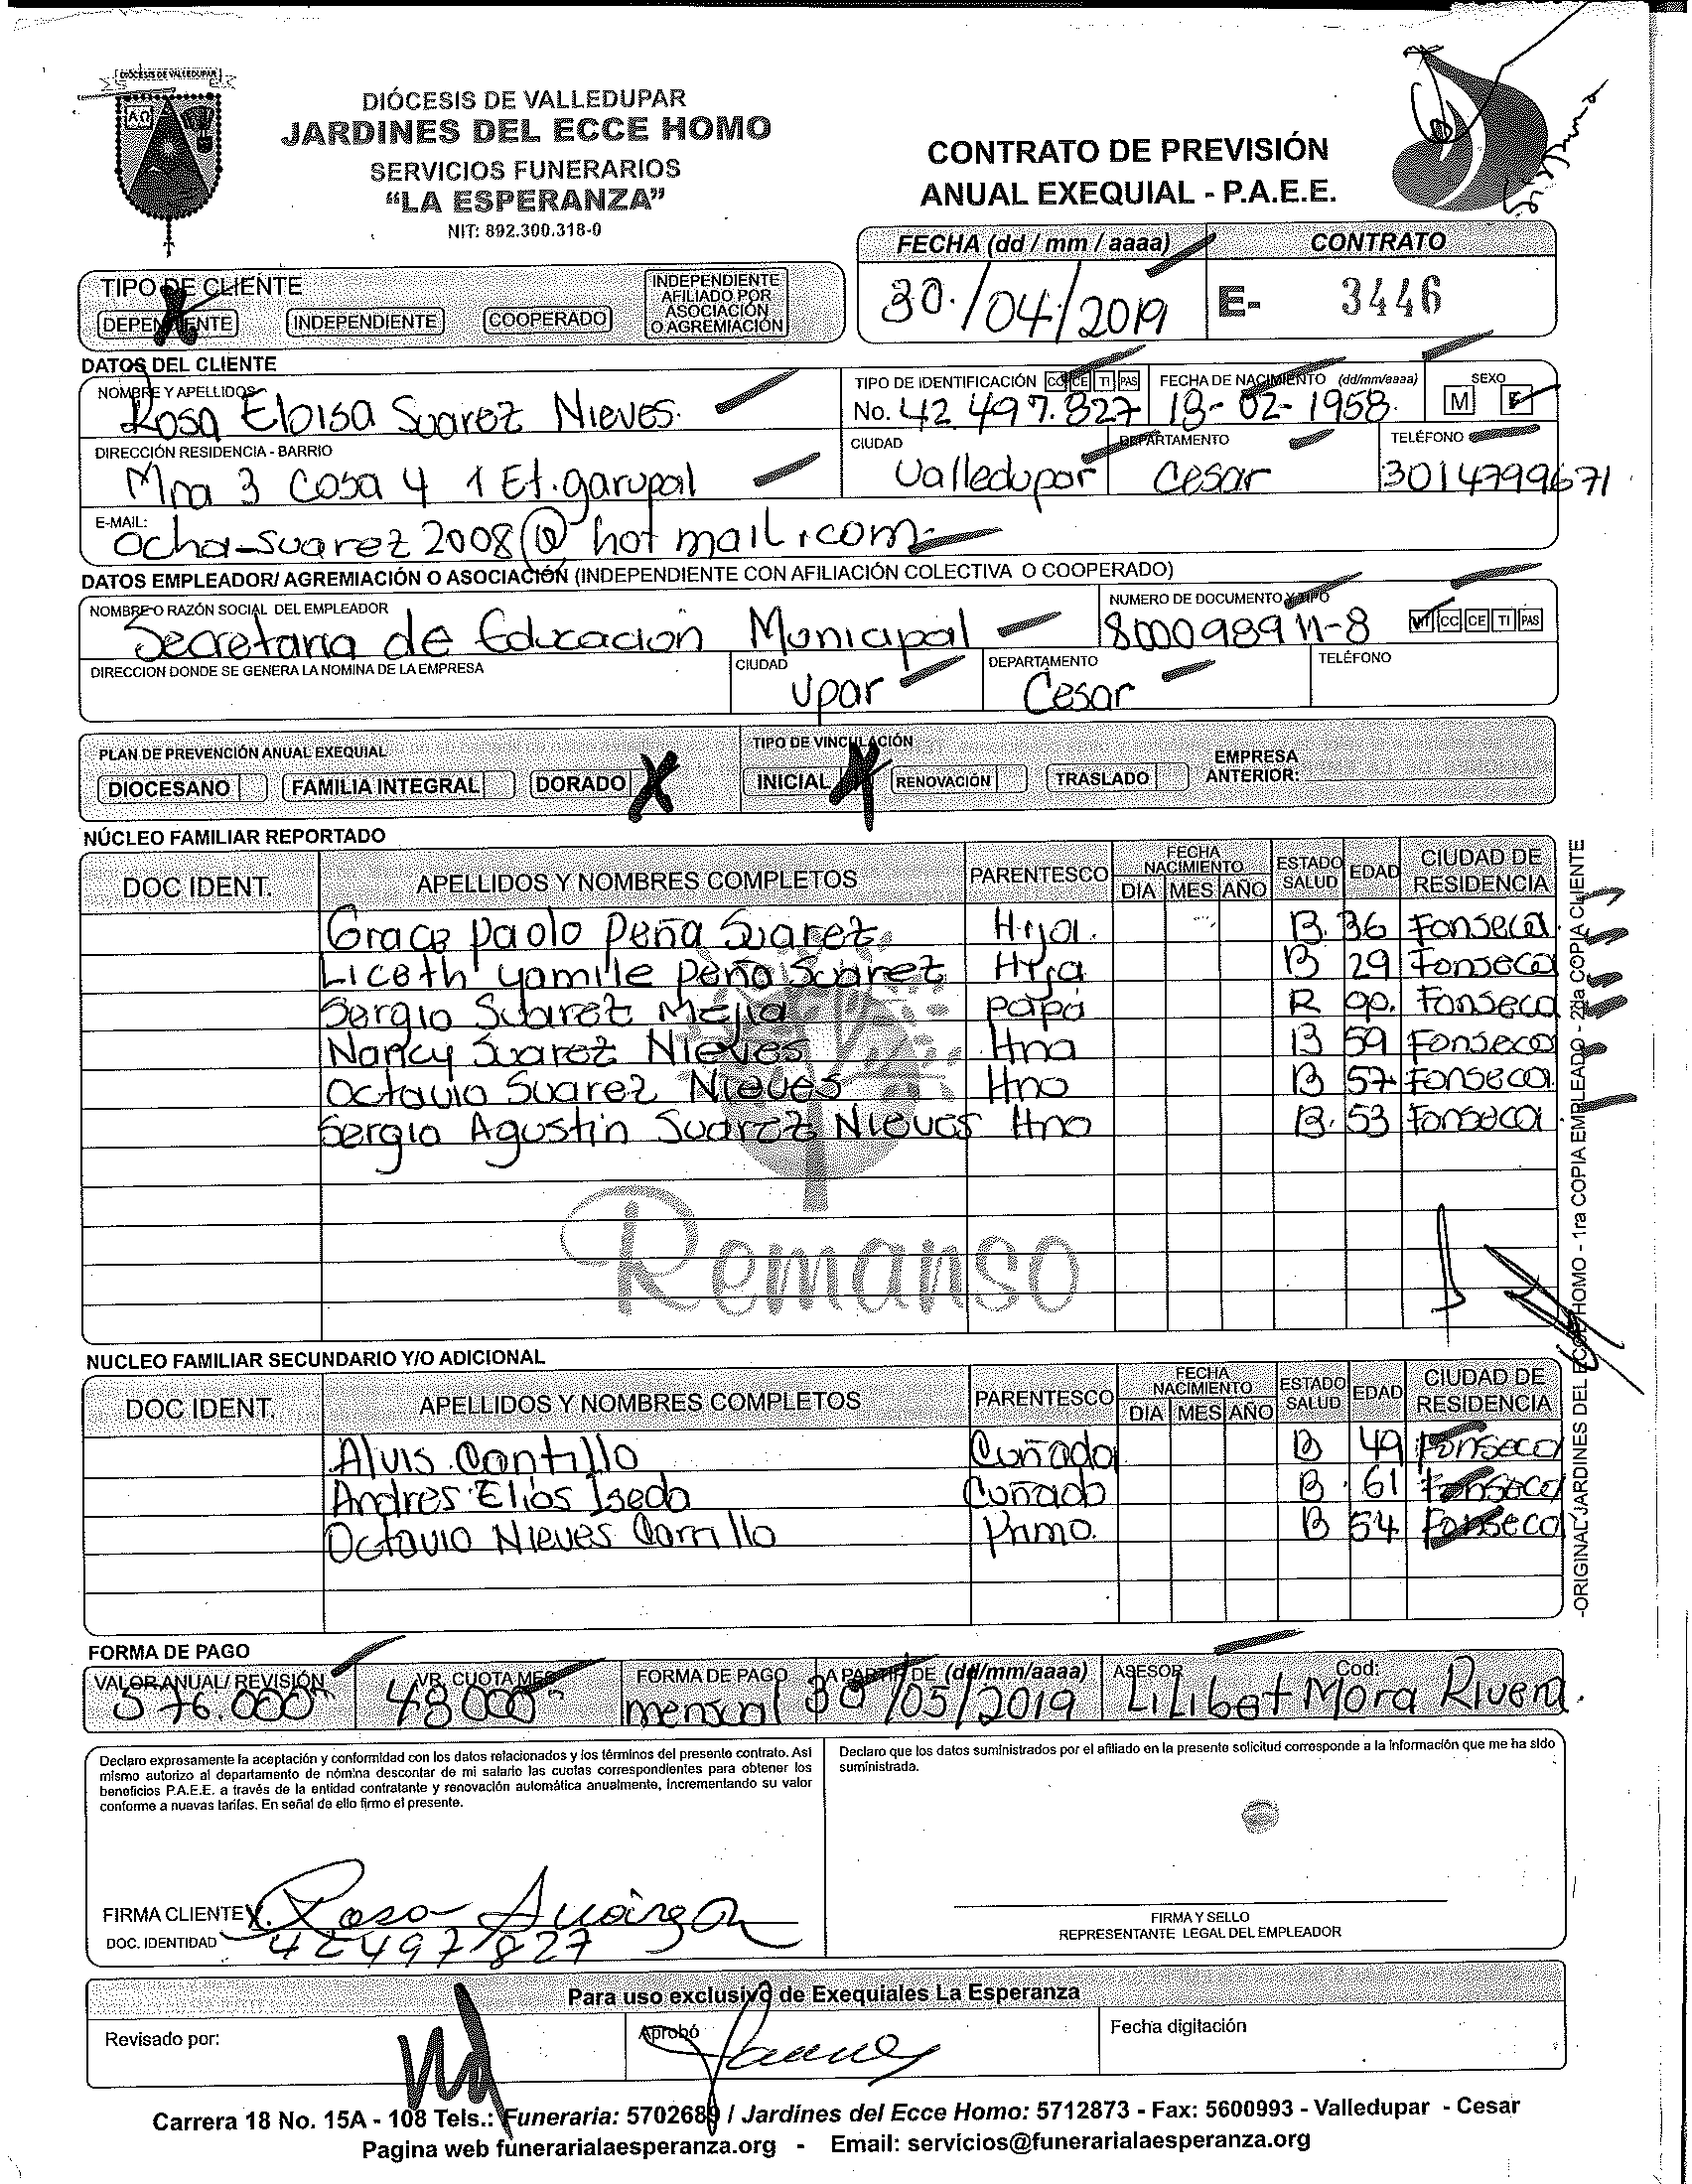 DIÓCESIS DE VALLEDUPAR
DIÓCESIS DE VALLEDUPAR
JARDINES DEL ECCE HOMO
SERVICIOS FUNERARIOS
“LA ESPERANZA”
NIT: 892.300.318-0
CONTRATO DE PREVISIÓN
ANUAL EXEQUIAL - P.A.E.E.
FECHA (dd / mm / aaaa) CONTRATO
30/04/2019 E- 3446
TIPO DE CLIENTE
DEPENDIENTE INDEPENDIENTE COOPERADO INDEPENDIENTE AFILIADO POR ASOCIACIÓN O AGREMIACIÓN
DATOS DEL CLIENTE
NOMBRE Y APELLIDOS TIPO DE IDENTIFICACIÓN CC CE TI PAS FECHA DE NACIMIENTO (dd/mm/aaaa) SEXO
Rosa Eloisa Suarez Nieves. No. 42.497.827 18-02-1958. M F
DIRECCIÓN RESIDENCIA - BARRIO CIUDAD DEPARTAMENTO TELÉFONO
Mna 3 Casa 4 1 Et. garupal Valledupar Cesar 3014799671
E-MAIL:
Ocha-suarez2008@hotmail.com
DATOS EMPLEADOR/ AGREMIACIÓN O ASOCIACIÓN (INDEPENDIENTE CON AFILIACIÓN COLECTIVA O COOPERADO)
NOMBRE O RAZÓN SOCIAL DEL EMPLEADOR NUMERO DE DOCUMENTO Y TIPO
Secretaria de Educacion Municipal 800098911-8 NIT CC CE TI PAS
DIRECCION DONDE SE GENERA LA NOMINA DE LA EMPRESA CIUDAD DEPARTAMENTO TELÉFONO
Upar Cesar
PLAN DE PREVENCIÓN ANUAL EXEQUIAL TIPO DE VINCULACIÓN
DIOCESANO FAMILIA INTEGRAL DORADO X INICIAL X RENOVACIÓN TRASLADO EMPRESA ANTERIOR:
NÚCLEO FAMILIAR REPORTADO
DOC IDENT. APELLIDOS Y NOMBRES COMPLETOS PARENTESCO FECHA NACIMIENTO DIA MES AÑO ESTADO SALUD EDAD CIUDAD DE RESIDENCIA
Grace paola Peña Suarez Hija. B. 36 Fonseca.
Liceth yamile peña Suarez Hija B 29 Fonseca
Sergio Suarez Mejia papá R 90. Fonseca
Nancy Suarez Nieves Hna B 59 Fonseca
Octavio Suarez Nieves Hno B 57 Fonseca
Sergio Agustin Suarez Nieves Hno B. 53 Fonseca.
Remanso
NUCLEO FAMILIAR SECUNDARIO Y/O ADICIONAL
DOC IDENT. APELLIDOS Y NOMBRES COMPLETOS PARENTESCO FECHA NACIMIENTO DIA MES AÑO ESTADO SALUD EDAD CIUDAD DE RESIDENCIA
Alvis Cantillo Cuñada B 49 Fonseca
Andres Elias Iseda Cuñado B 61 Fonseca
Octavio Nieves Carrillo Primo. B 54 Fonseca
-ORIGINAL JARDINES DEL ECCE HOMO - 1ra COPIA EMPLEADO - 2da COPIA CLIENTE
FORMA DE PAGO
VALOR ANUAL/ REVISIÓN VR. CUOTA MES FORMA DE PAGO A PARTIR DE (dd/mm/aaaa) ASESOR Cod:
576.000 48000 mensual 30/05/2019 Lilibet Mora Rivera.
Declaro expresamente la aceptación y conformidad con los datos relacionados y los términos del presente contrato. Así
mismo autorizo al departamento de nómina descontar de mi salario las cuotas correspondientes para obtener los
beneficios P.A.E.E. a través de la entidad contratante y renovación automática anualmente, incrementando su valor
conforme a nuevas tarifas. En señal de ello firmo el presente.
Declaro que los datos suministrados por el afiliado en la presente solicitud corresponde a la información que me ha sido
suministrada.
FIRMA CLIENTE X. Rosa Suárez
DOC. IDENTIDAD 42497827
FIRMA Y SELLO
REPRESENTANTE LEGAL DEL EMPLEADOR
Para uso exclusivo de Exequiales La Esperanza
Revisado por: Aprobó Fecha digitación
Carrera 18 No. 15A - 108 Tels.: Funeraria: 5702689 / Jardines del Ecce Homo: 5712873 - Fax: 5600993 - Valledupar - Cesar
Pagina web funerarialaesperanza.org - Email: servicios@funerarialaesperanza.org